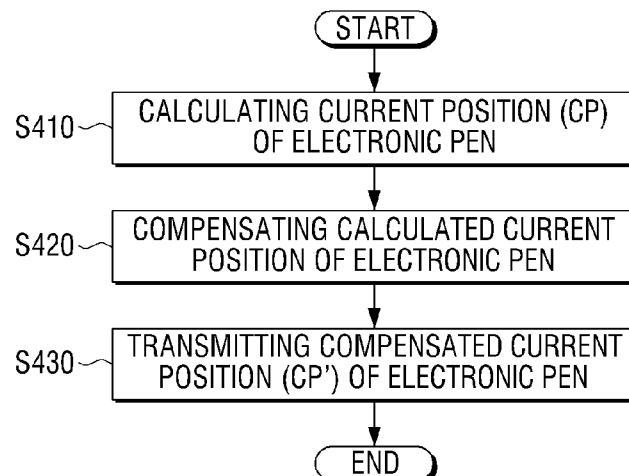 START
S410
CALCULATING CURRENT POSITION (CP)
OF ELECTRONIC PEN
S420
COMPENSATING CALCULATED CURRENT
POSITION OF ELECTRONIC PEN
S430
TRANSMITTING COMPENSATED CURRENT
POSITION (CP') OF ELECTRONIC PEN
END